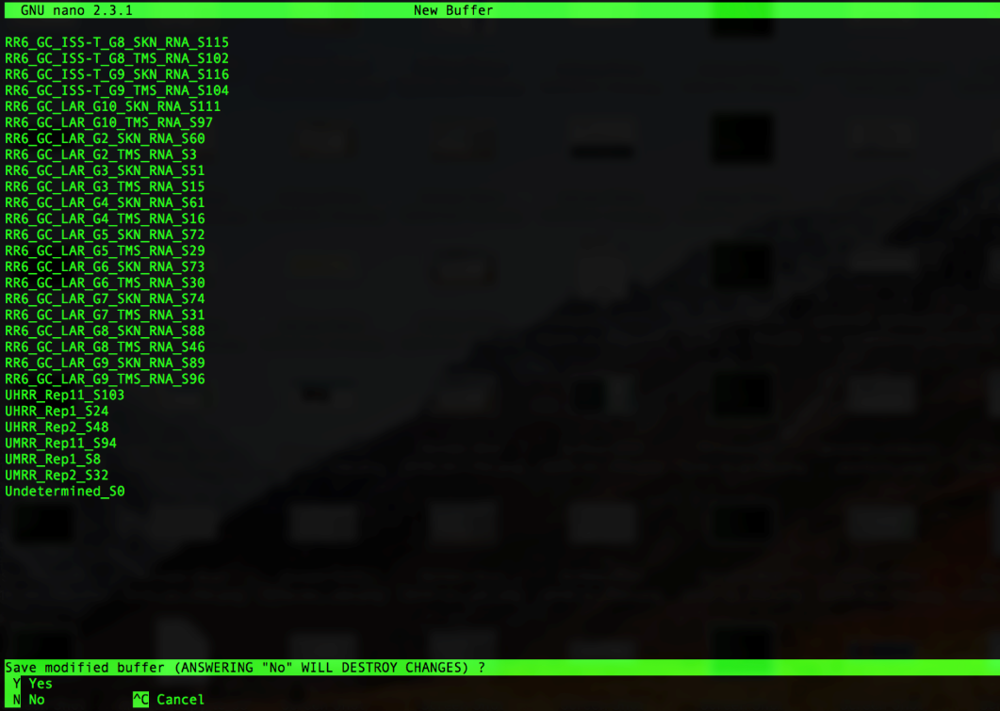 GNU nano 2.3.1 New Buffer
RR6_GC_ISS-T_G8_SKN_RNA_S115
RR6_GC_ISS-T_G8_TMS_RNA_S102
RR6_GC_ISS-T_G9_SKN_RNA_S116
RR6_GC_ISS-T_G9_TMS_RNA_S104
RR6_GC_LAR_G10_SKN_RNA_S111
RR6_GC_LAR_G10_TMS_RNA_S97
RR6_GC_LAR_G2_SKN_RNA_S60
RR6_GC_LAR_G2_TMS_RNA_S3
RR6_GC_LAR_G3_SKN_RNA_S51
RR6_GC_LAR_G3_TMS_RNA_S15
RR6_GC_LAR_G4_SKN_RNA_S61
RR6_GC_LAR_G4_TMS_RNA_S16
RR6_GC_LAR_G5_SKN_RNA_S72
RR6_GC_LAR_G5_TMS_RNA_S29
RR6_GC_LAR_G6_SKN_RNA_S73
RR6_GC_LAR_G6_TMS_RNA_S30
RR6_GC_LAR_G7_SKN_RNA_S74
RR6_GC_LAR_G7_TMS_RNA_S31
RR6_GC_LAR_G8_SKN_RNA_S88
RR6_GC_LAR_G8_TMS_RNA_S46
RR6_GC_LAR_G9_SKN_RNA_S89
RR6_GC_LAR_G9_TMS_RNA_S96
UHRR_Rep11_S103
UHRR_Rep1_S24
UHRR_Rep2_S48
UMRR_Rep11_S94
UMRR_Rep1_S8
UMRR_Rep2_S32
Undetermined_S0
Save modified buffer (ANSWERING "No" WILL DESTROY CHANGES) ?
Y Yes
N No ^C Cancel